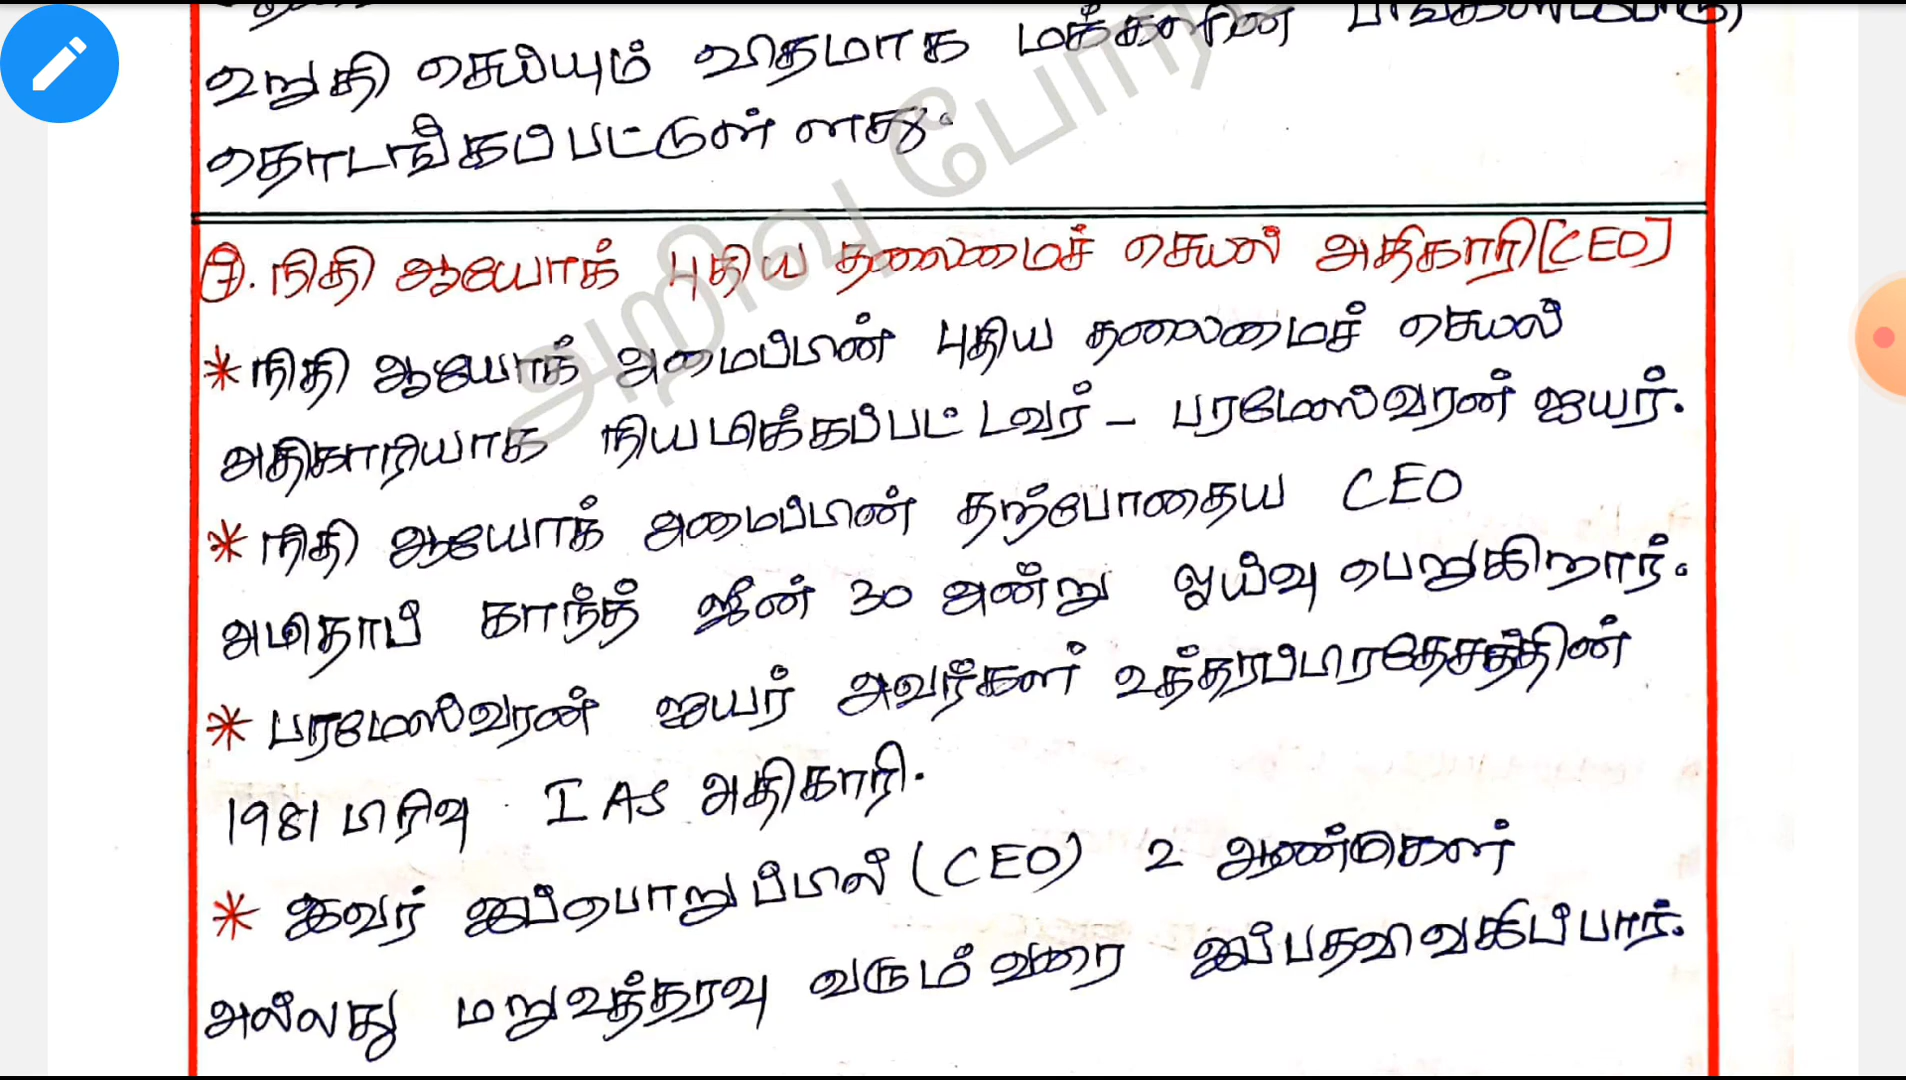 உறுதி செய்யும் விதமாக மக்களின்
தொடங்கப்பட்டுள்ளது.
அறிவு போர்
7. நிதி ஆயோக் புதிய தலைமைச் செயல் அதிகாரி [CEO]
* நிதி ஆயோக் அமைப்பின் புதிய தலைமைச் செயல்
அதிகாரியாக நியமிக்கப்பட்டவர் – பரமேஸ்வரன் ஐயர்.
* நிதி ஆயோக் அமைப்பின் தற்போதைய CEO
அமிதாப் காந்த் ஜீன் 30 அன்று ஓய்வு பெறுகிறார்.
* பரமேஸ்வரன் ஐயர் அவர்கள் உத்தரப்பிரதேசத்தின்
1981 பிரிவு IAS அதிகாரி.
* இவர் இப்பொறுப்பில் (CEO) 2 ஆண்டுகள்
அல்லது மறுவுத்தரவு வரும் வரை இப்பதவி வகிப்பார்.